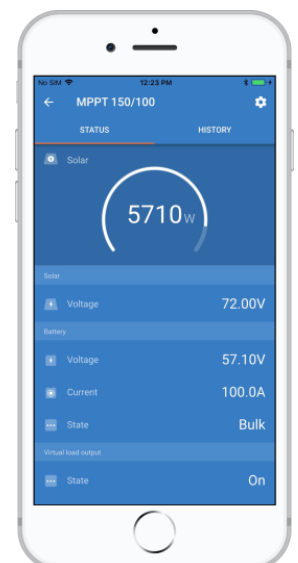 No SIM 12:23 PM
MPPT 150/100
STATUS HISTORY
Solar
5710W
Solar
Voltage 72.00V
Battery
Voltage 57.10V
Current 100.0A
State Bulk
Virtual load output
State On